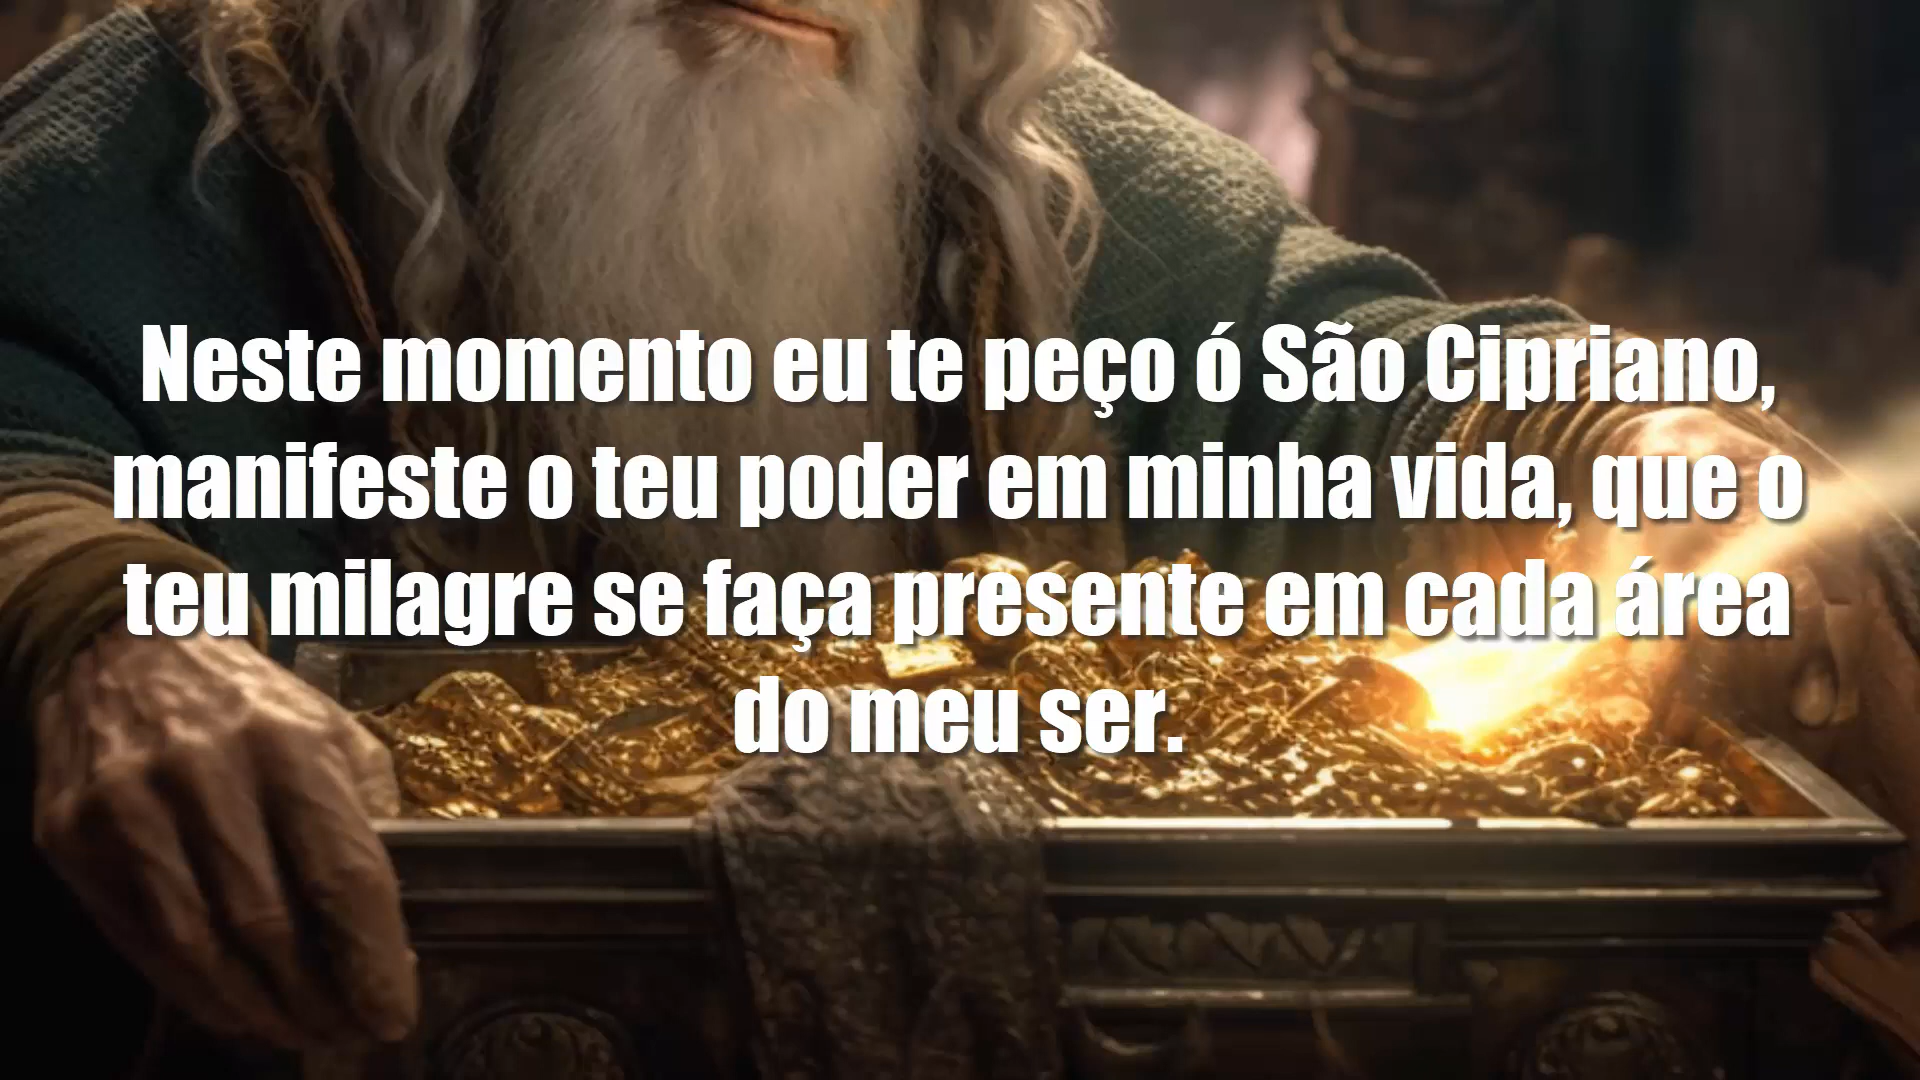 Neste momento eu te peço ó São Cipriano,
manifeste o teu poder em minha vida, que o
teu milagre se faça presente em cada área
do meu ser.